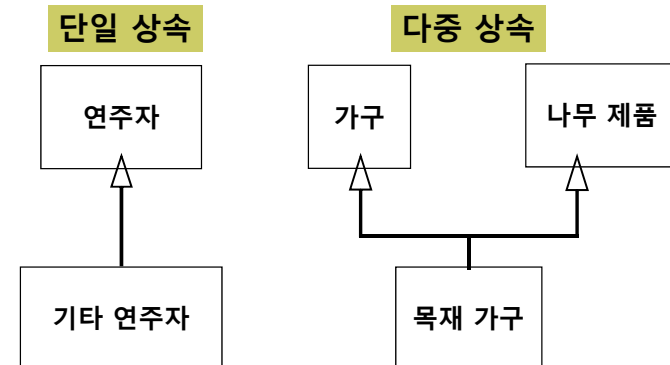 단일 상속
다중 상속
연주자
가구
나무 제품
기타 연주자
목재 가구